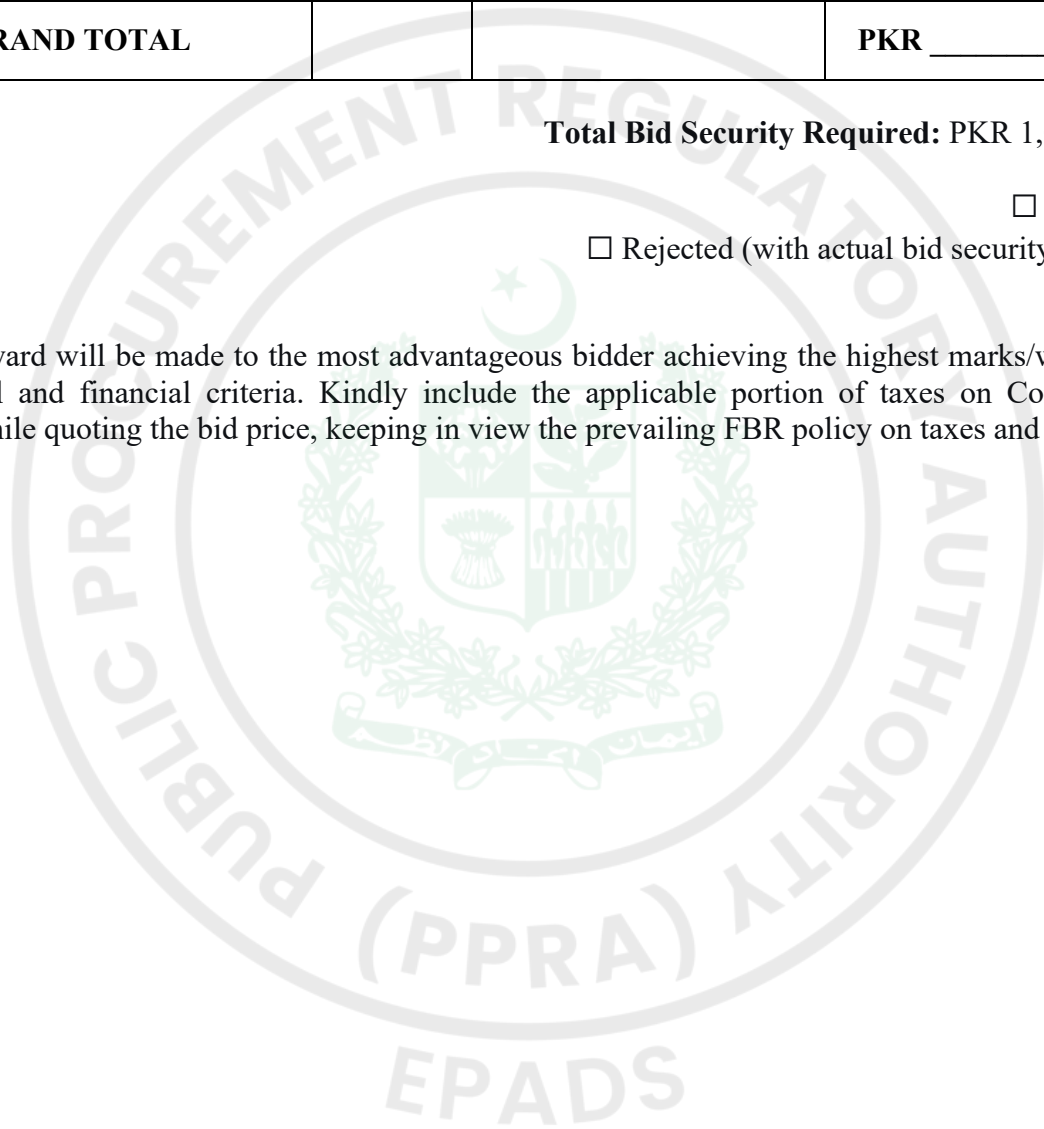 RAND TOTAL PKR ________
Total Bid Security Required: PKR 1,
☐
☐ Rejected (with actual bid security
ward will be made to the most advantageous bidder achieving the highest marks/
l and financial criteria. Kindly include the applicable portion of taxes on Co
hile quoting the bid price, keeping in view the prevailing FBR policy on taxes and
PUBLIC PROCUREMENT REGULATORY AUTHORITY
(PPRA)
EPADS